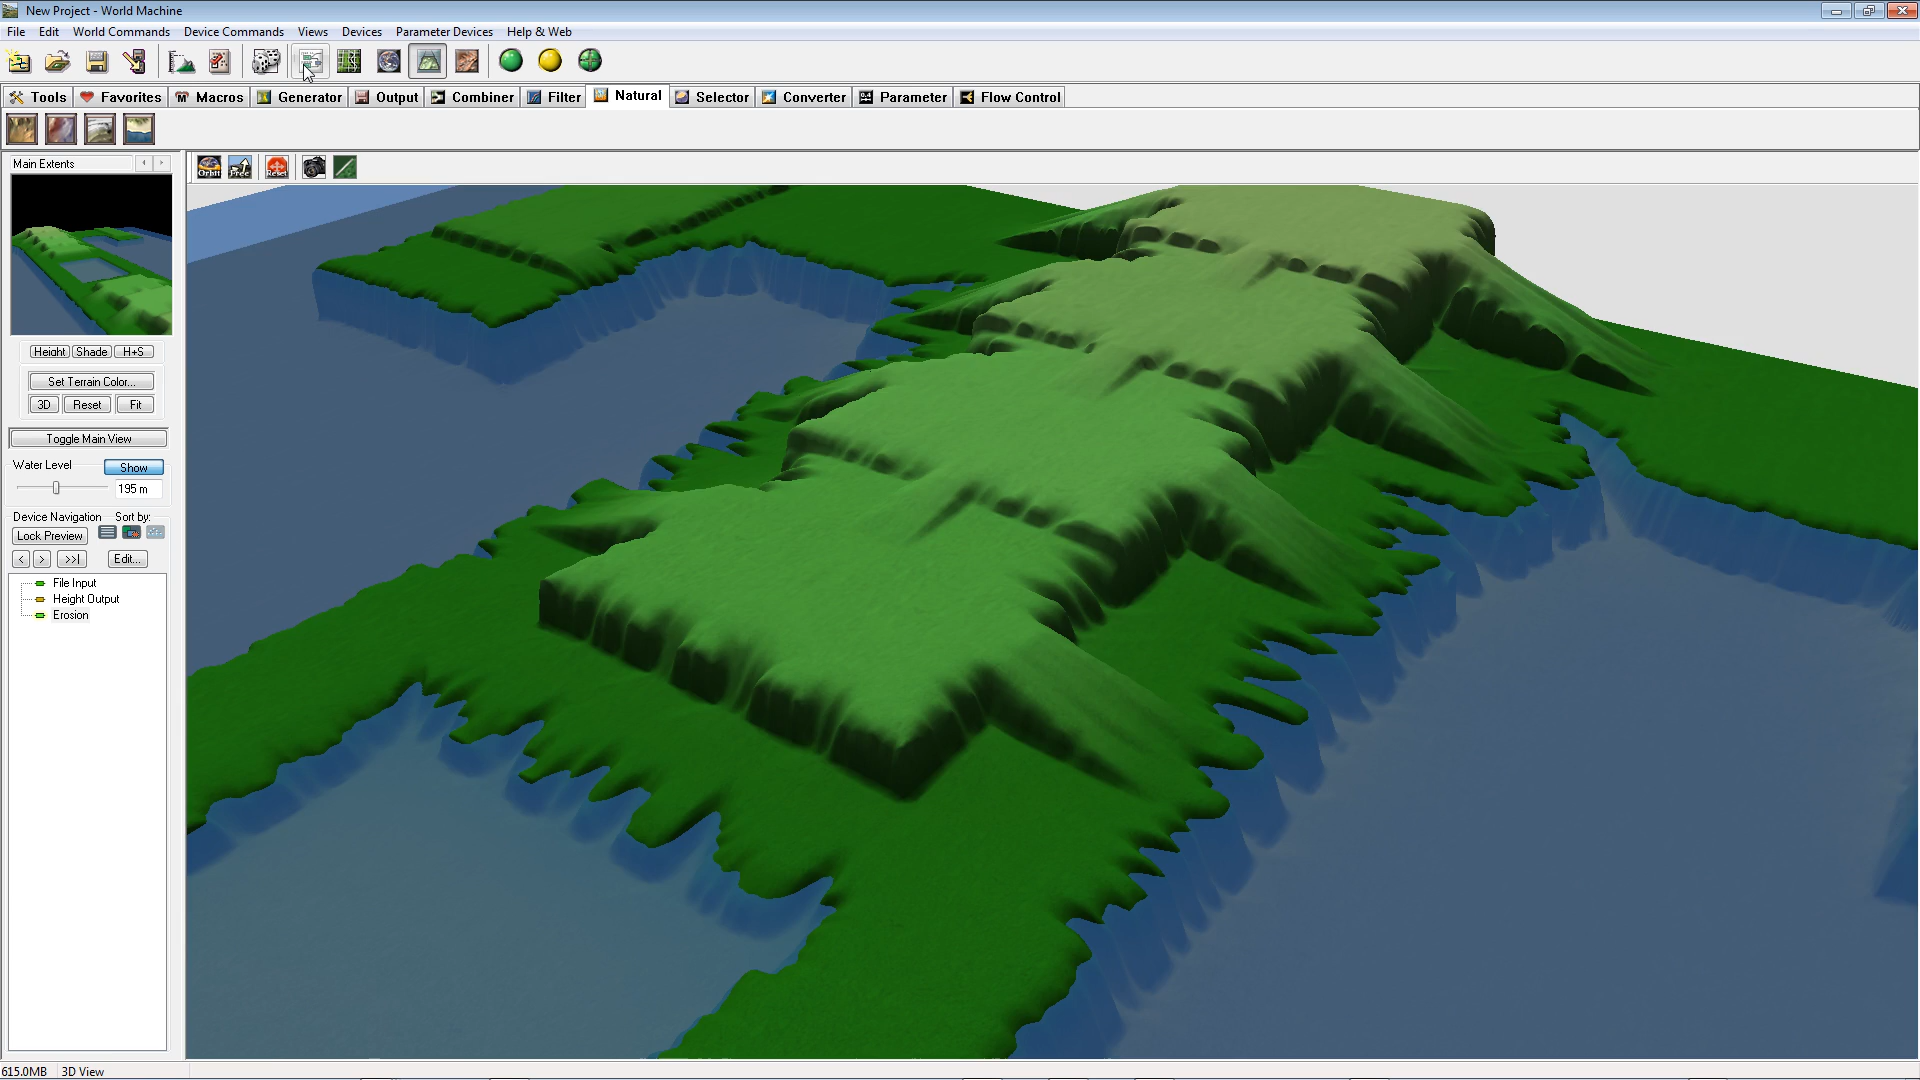 New Project - World Machine
File Edit World Commands Device Commands Views Devices Parameter Devices Help & Web
Tools Favorites Macros Generator Output Combiner Filter Natural Selector Converter Parameter Flow Control
Main Extents
Orbit Free Reset
Height Shade H+S
Set Terrain Color...
3D Reset Fit
Toggle Main View
Water Level Show
195 m
Device Navigation Sort by:
Lock Preview
< > >>| Edit...
File Input
Height Output
Erosion
615.0MB 3D View